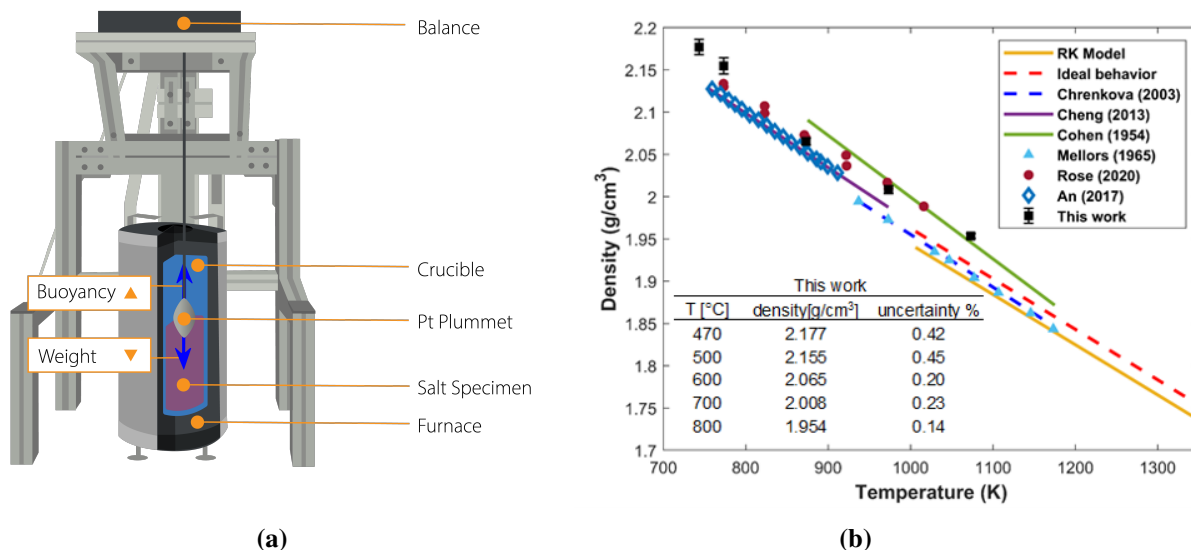 Balance
Crucible
Buoyancy ▲
Pt Plummet
Weight ▼
Salt Specimen
Furnace
(a)
2.2
2.15
2.1
2.05
2
1.95
1.9
1.85
1.8
1.75
1.7
Density (g/cm³)
RK Model
Ideal behavior
Chrenkova (2003)
Cheng (2013)
Cohen (1954)
Mellors (1965)
Rose (2020)
An (2017)
This work
This work
T [°C] density[g/cm³] uncertainty %
470 2.177 0.42
500 2.155 0.45
600 2.065 0.20
700 2.008 0.23
800 1.954 0.14
700 800 900 1000 1100 1200 1300
Temperature (K)
(b)